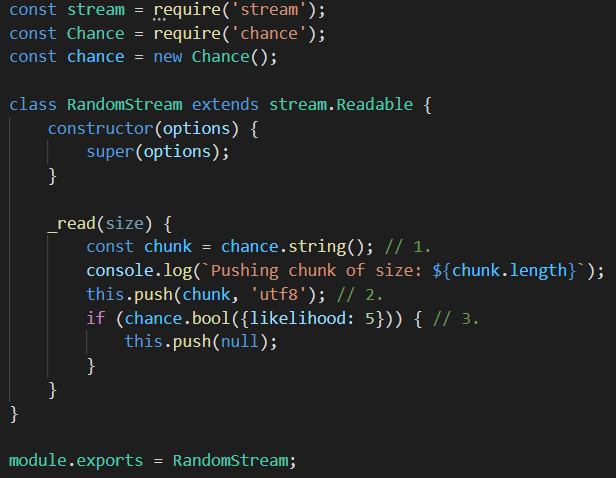 const stream = require('stream');
const Chance = require('chance');
const chance = new Chance();

class RandomStream extends stream.Readable {
    constructor(options) {
        super(options);
    }

    _read(size) {
        const chunk = chance.string(); // 1.
        console.log(`Pushing chunk of size: ${chunk.length}`);
        this.push(chunk, 'utf8'); // 2.
        if (chance.bool({likelihood: 5})) { // 3.
            this.push(null);
        }
    }
}

module.exports = RandomStream;